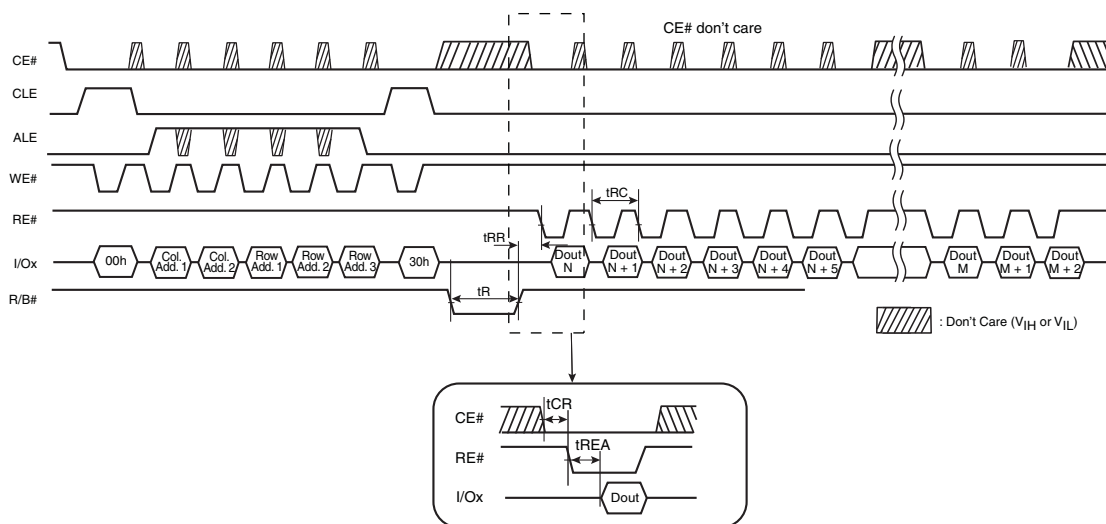 CE# don't care
CE#
CLE
ALE
WE#
tRC
RE#
tRR
I/Ox 00h Col. Add. 1 Col. Add. 2 Row Add. 1 Row Add. 2 Row Add. 3 30h Dout N Dout N + 1 Dout N + 2 Dout N + 3 Dout N + 4 Dout N + 5 Dout M Dout M + 1 Dout M + 2
tR
R/B#
: Don't Care (VIH or VIL)
tCR
CE#
tREA
RE#
I/Ox Dout